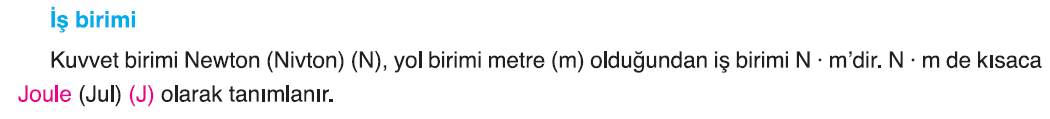 İş birimi
Kuvvet birimi Newton (Nivton) (N), yol birimi metre (m) olduğundan iş birimi N · m'dir. N · m de kısaca
Joule (Jul) (J) olarak tanımlanır.